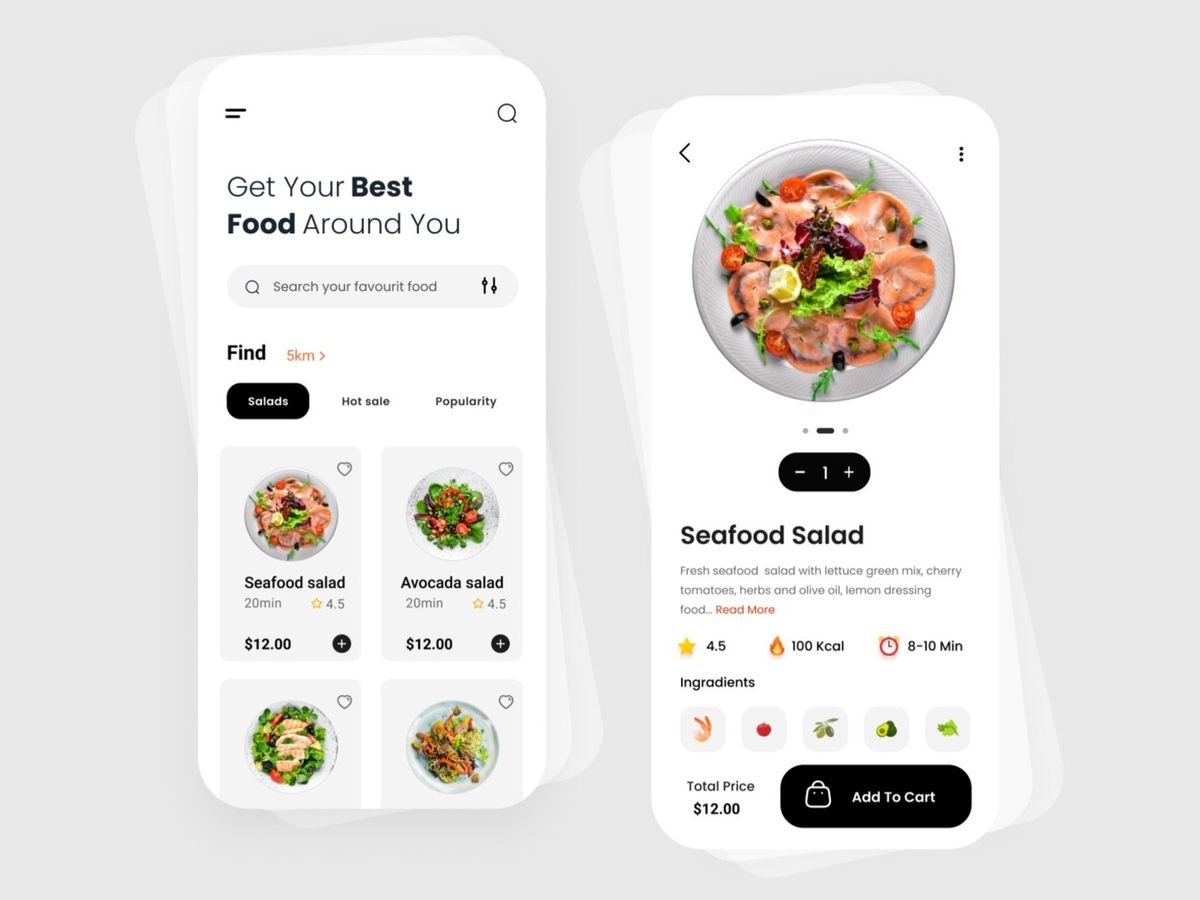 Get Your Best
Food Around You
Search your favourit food
Find 5km >
Salads Hot sale Popularity
Seafood salad
20min 4.5
$12.00 +
Avocada salad
20min 4.5
$12.00 +
− 1 +
Seafood Salad
Fresh seafood salad with lettuce green mix, cherry
tomatoes, herbs and olive oil, lemon dressing
food... Read More
4.5 100 Kcal 8-10 Min
Ingradients
Total Price
$12.00
Add To Cart